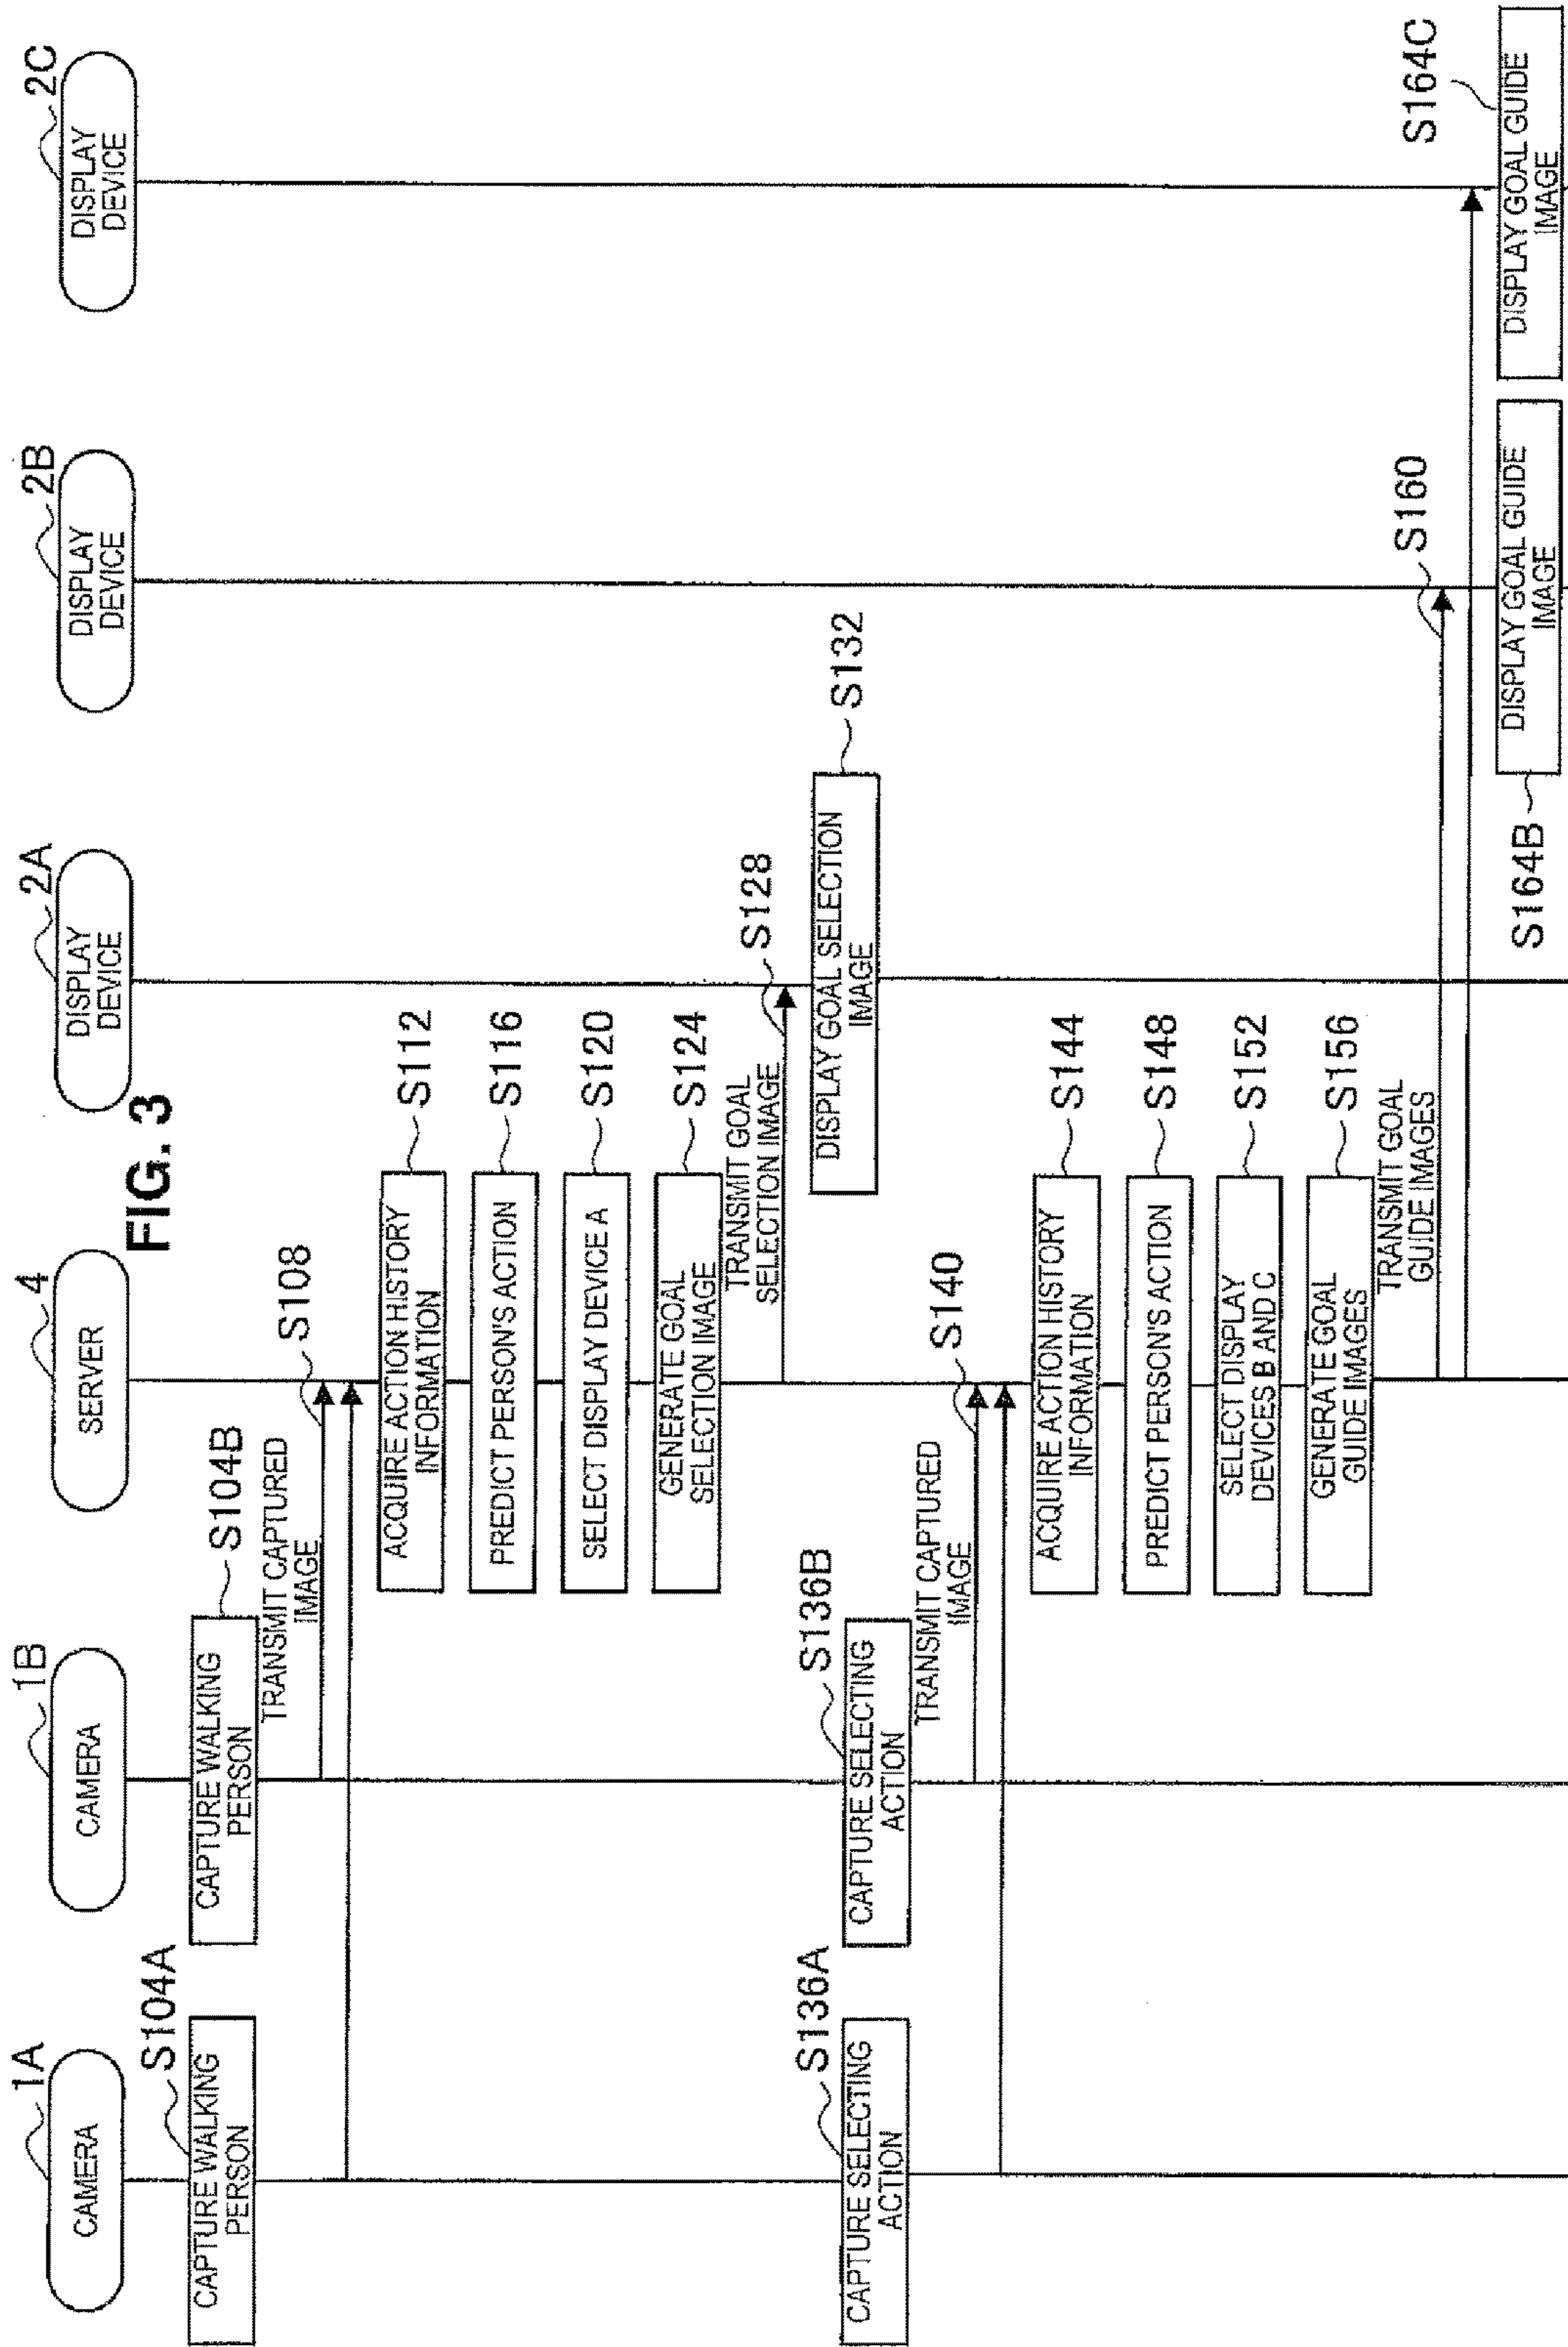 FIG. 3
1A
CAMERA
1B
CAMERA
4
SERVER
2A
DISPLAY
DEVICE
2B
DISPLAY
DEVICE
2C
DISPLAY
DEVICE
S104A
CAPTURE WALKING
PERSON
S104B
CAPTURE WALKING
PERSON
TRANSMIT CAPTURED
IMAGE
S108
ACQUIRE ACTION HISTORY
INFORMATION
S112
PREDICT PERSON'S ACTION
S116
SELECT DISPLAY DEVICE A
S120
GENERATE GOAL
SELECTION IMAGE
S124
TRANSMIT GOAL
SELECTION IMAGE
S128
DISPLAY GOAL SELECTION
IMAGE
S132
S136A
CAPTURE SELECTING
ACTION
S136B
CAPTURE SELECTING
ACTION
TRANSMIT CAPTURED
IMAGE
S140
ACQUIRE ACTION HISTORY
INFORMATION
S144
PREDICT PERSON'S ACTION
S148
SELECT DISPLAY
DEVICES B AND C
S152
GENERATE GOAL
GUIDE IMAGES
S156
TRANSMIT GOAL
GUIDE IMAGES
S160
S164B
DISPLAY GOAL GUIDE
IMAGE
S164C
DISPLAY GOAL GUIDE
IMAGE